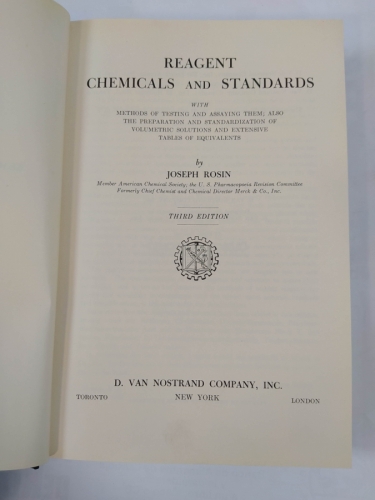 REAGENT
CHEMICALS AND STANDARDS
WITH
METHODS OF TESTING AND ASSAYING THEM; ALSO
THE PREPARATION AND STANDARDIZATION OF
VOLUMETRIC SOLUTIONS AND EXTENSIVE
TABLES OF EQUIVALENTS
by
JOSEPH ROSIN
Member American Chemical Society, the U. S. Pharmacopoeia Revision Committee
Formerly Chief Chemist and Chemical Director Merck & Co., Inc.
THIRD EDITION
D. VAN NOSTRAND COMPANY, INC.
TORONTO NEW YORK LONDON